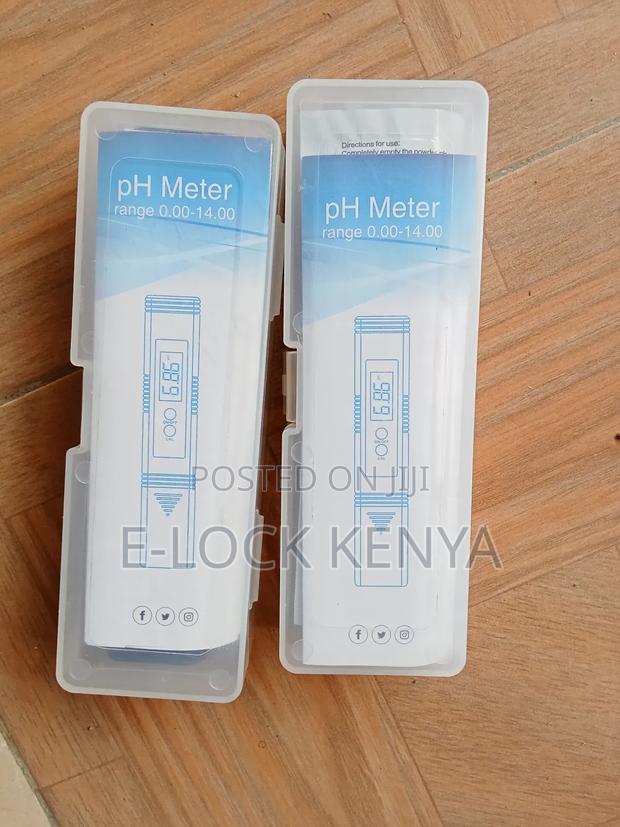 pH Meter
range 0.00-14.00
6.86
ON/OFF
CAL
Directions for use:
Completely empty the powder
pH Meter
range 0.00-14.00
6.86
ON/OFF
CAL
POSTED ON JIJI
E-LOCK KENYA